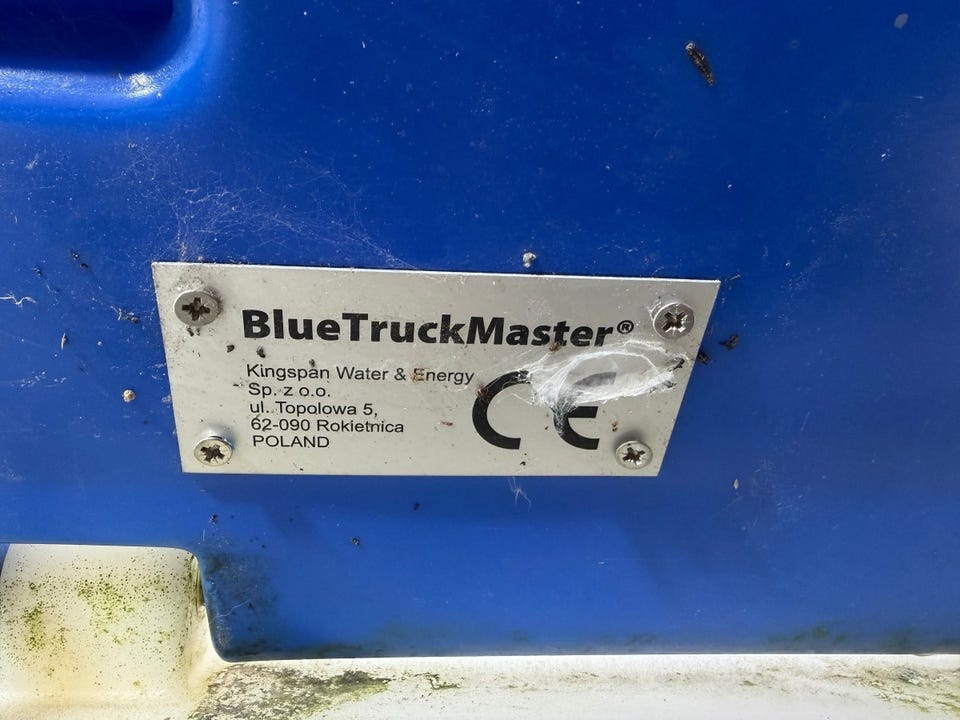 BlueTruckMaster®
Kingspan Water & Energy
Sp. z o.o.
ul. Topolowa 5,
62-090 Rokietnica
POLAND
CE